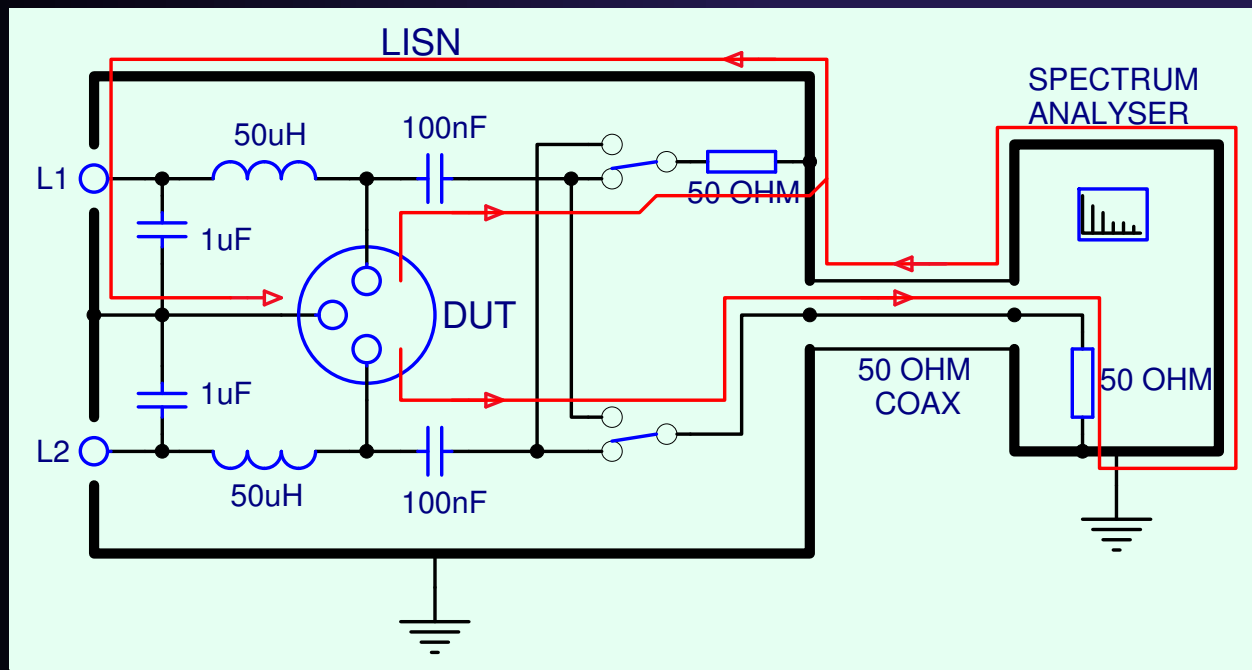 LISN
SPECTRUM
ANALYSER
50uH
100nF
L1
50 OHM
1uF
DUT
50 OHM
COAX
50 OHM
1uF
L2
50uH
100nF